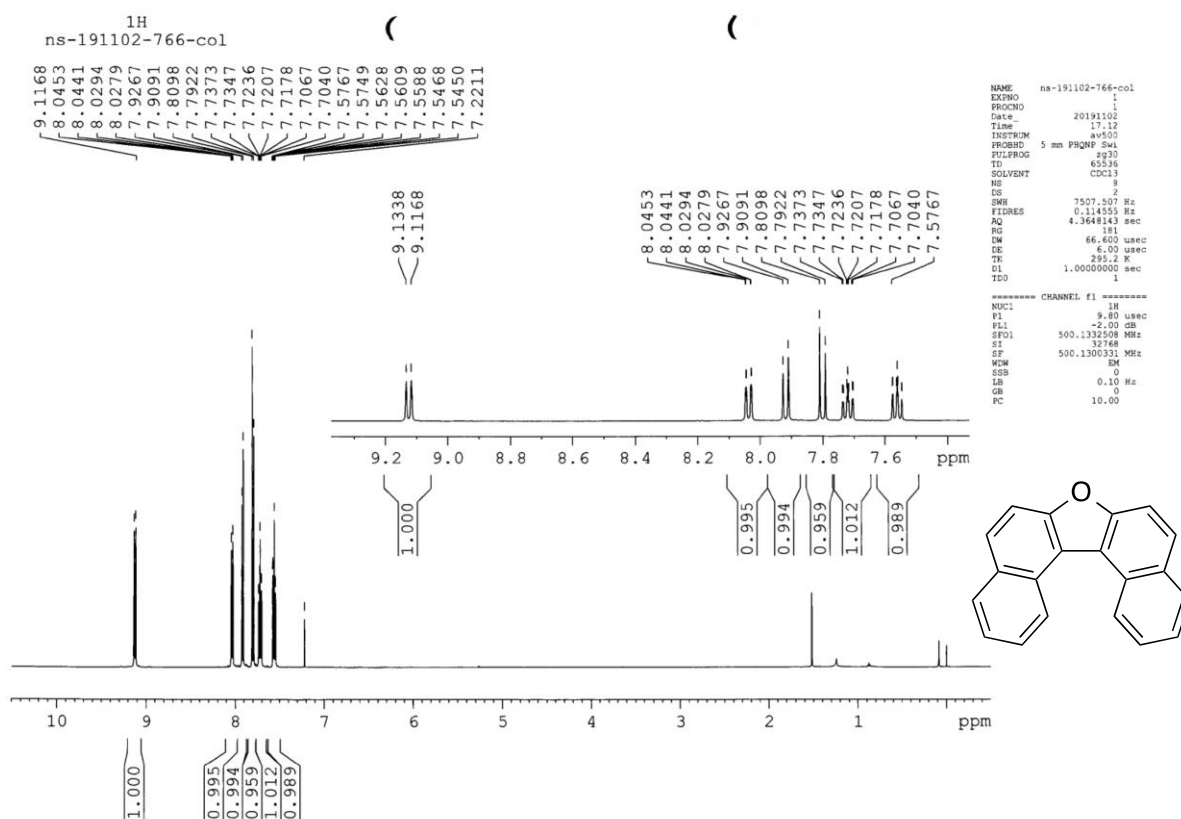 1H
ns-191102-766-col
9.1168
8.0453
8.0441
8.0294
8.0279
7.9267
7.9091
7.8098
7.7922
7.7373
7.7347
7.7236
7.7207
7.7178
7.7067
7.7040
7.5767
7.5749
7.5628
7.5609
7.5588
7.5468
7.5450
7.2211
NAME ns-191102-766-col
EXPNO 1
PROCNO 1
Date_ 20191102
Time 17.12
INSTRUM av500
PROBHD 5 mm PHQNP Swi
PULPROG zg30
TD 65536
SOLVENT CDCl3
NS 8
DS 2
SWH 7507.507 Hz
FIDRES 0.114555 Hz
AQ 4.3648143 sec
RG 181
DW 66.600 usec
DE 6.00 usec
TE 295.2 K
D1 1.00000000 sec
TD0 1
======== CHANNEL f1 ========
NUC1 1H
P1 9.80 usec
PL1 -2.00 dB
SFO1 500.1332508 MHz
SI 32768
SF 500.1300331 MHz
WDW EM
SSB 0
LB 0.10 Hz
GB 0
PC 10.00
9.1338
9.1168
8.0453
8.0441
8.0294
8.0279
7.9267
7.9091
7.8098
7.7922
7.7373
7.7347
7.7236
7.7207
7.7178
7.7067
7.7040
7.5767
9.2 9.0 8.8 8.6 8.4 8.2 8.0 7.8 7.6 ppm
1.000
0.995
0.994
0.959
1.012
0.989
O
10 9 8 7 6 5 4 3 2 1 ppm
1.000
0.995
0.994
0.959
1.012
0.989